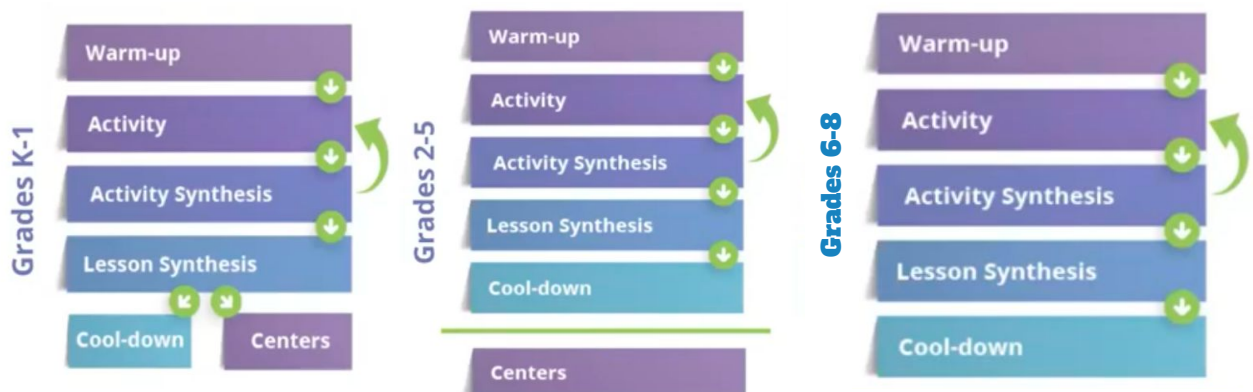 Grades K-1
Warm-up
Activity
Activity Synthesis
Lesson Synthesis
Cool-down
Centers
Grades 2-5
Warm-up
Activity
Activity Synthesis
Lesson Synthesis
Cool-down
Centers
Grades 6-8
Warm-up
Activity
Activity Synthesis
Lesson Synthesis
Cool-down